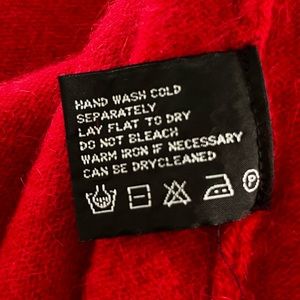 HAND WASH COLD
SEPARATELY
LAY FLAT TO DRY
DO NOT BLEACH
WARM IRON IF NECESSARY
CAN BE DRYCLEANED
P